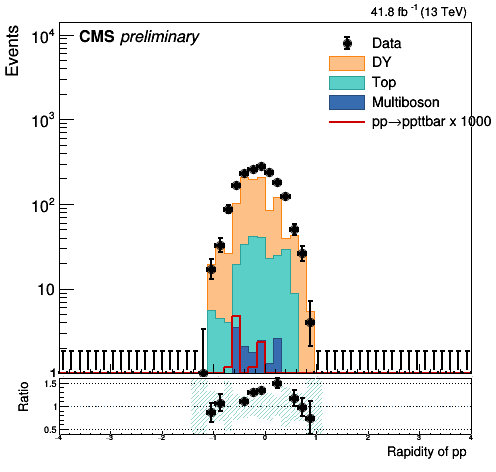 41.8 fb⁻¹ (13 TeV)
CMS preliminary
Events
10⁴
10³
10²
10
1
Data
DY
Top
Multiboson
pp→ppttbar x 1000
Ratio
1.5
1
0.5
-4 -3 -2 -1 0 1 2 3 4
Rapidity of pp